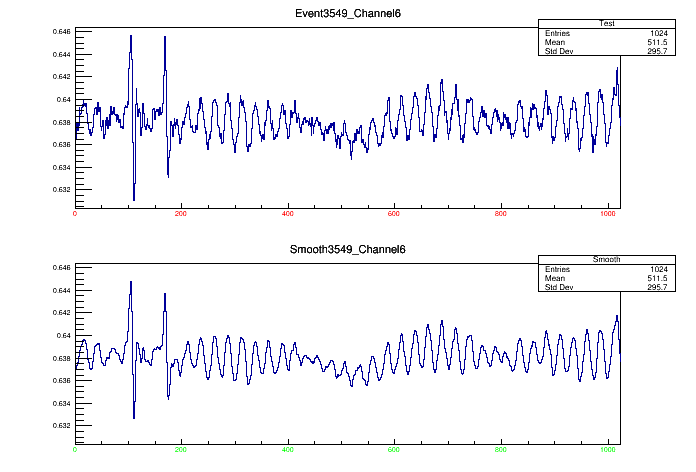 Event3549_Channel6
Test
Entries 1024
Mean 511.5
Std Dev 295.7
0.646
0.644
0.642
0.64
0.638
0.636
0.634
0.632
0 200 400 600 800 1000
Smooth3549_Channel6
Smooth
Entries 1024
Mean 511.5
Std Dev 295.7
0.646
0.644
0.642
0.64
0.638
0.636
0.634
0.632
0 200 400 600 800 1000